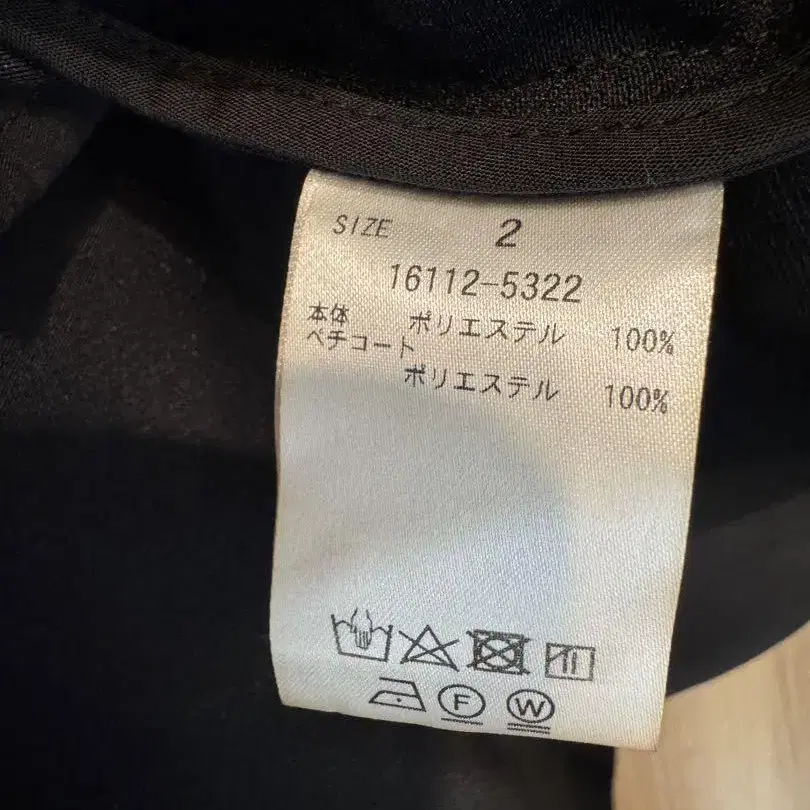 SIZE 2
16112-5322
本体 ポリエステル 100%
ペチコート
ポリエステル 100%
F W